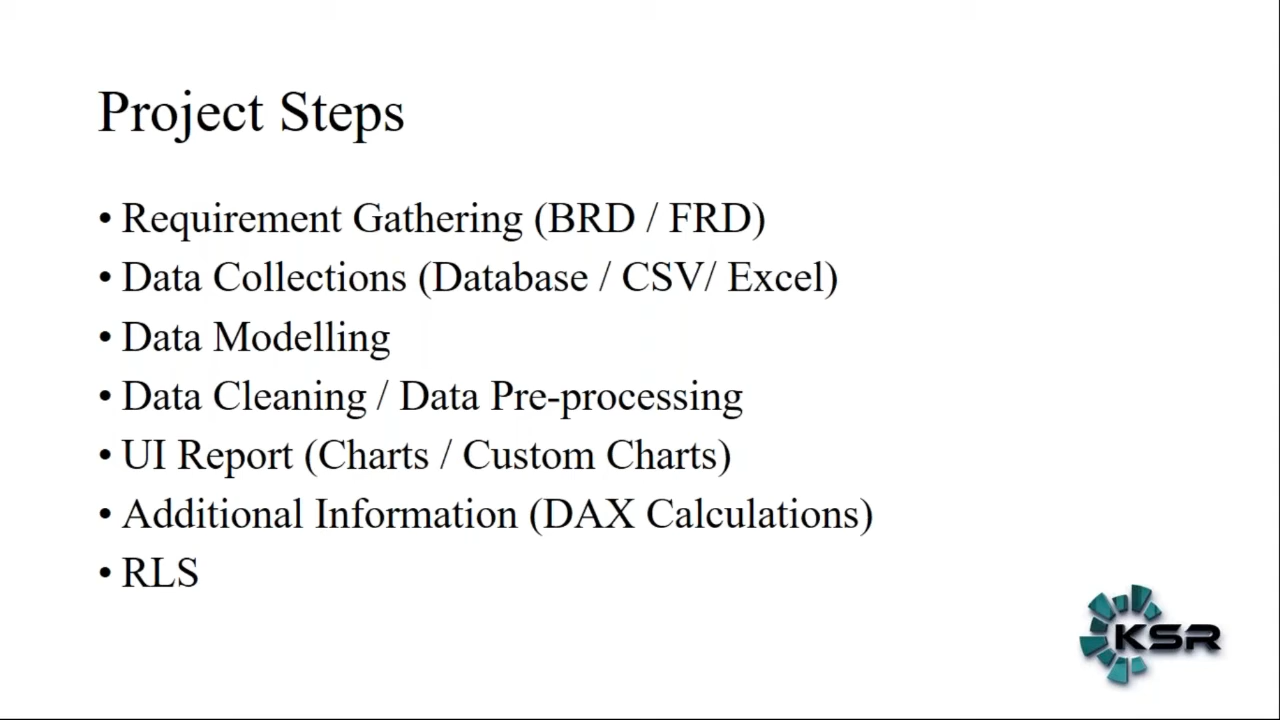 Project Steps
• Requirement Gathering (BRD / FRD)
• Data Collections (Database / CSV/ Excel)
• Data Modelling
• Data Cleaning / Data Pre-processing
• UI Report (Charts / Custom Charts)
• Additional Information (DAX Calculations)
• RLS
KSR